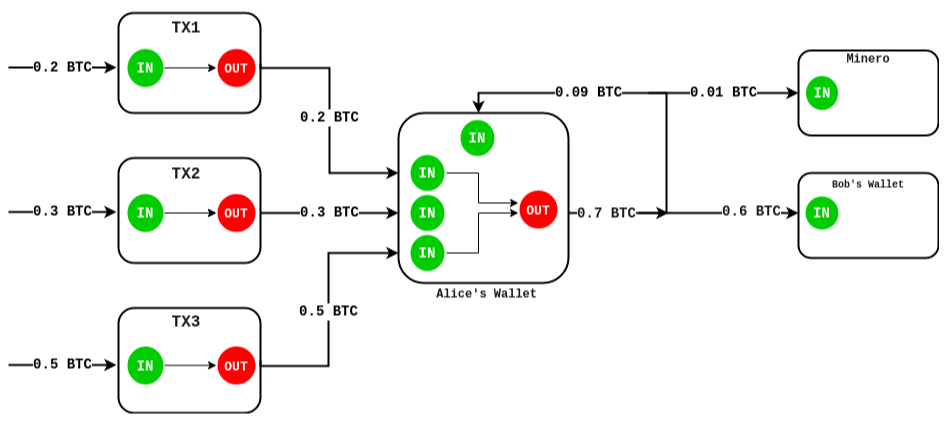 TX1
0.2 BTC
IN
OUT
0.2 BTC
TX2
0.3 BTC
IN
OUT
0.3 BTC
TX3
0.5 BTC
IN
OUT
0.5 BTC
IN
IN
IN
IN
OUT
Alice's Wallet
0.7 BTC
0.09 BTC
0.01 BTC
Minero
IN
0.6 BTC
Bob's Wallet
IN